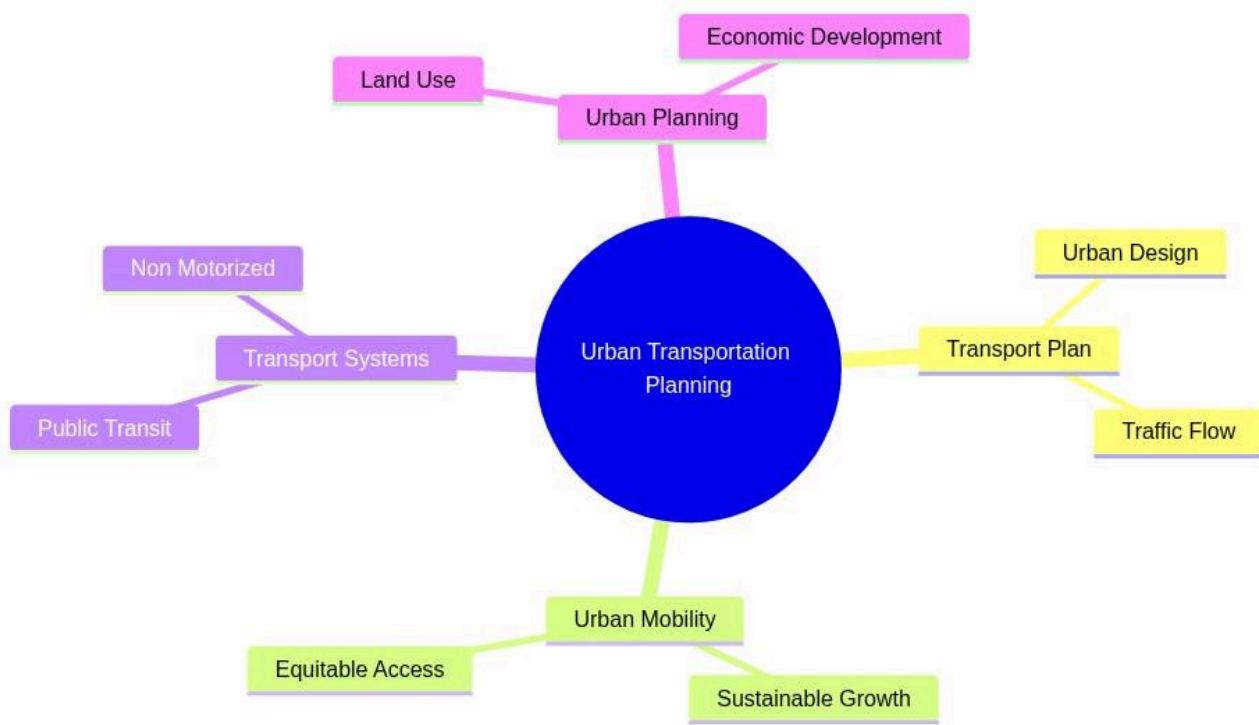 Economic Development
Land Use
Urban Planning
Urban Design
Non Motorized
Transport Plan
Transport Systems
Urban Transportation
Planning
Public Transit
Traffic Flow
Urban Mobility
Equitable Access
Sustainable Growth